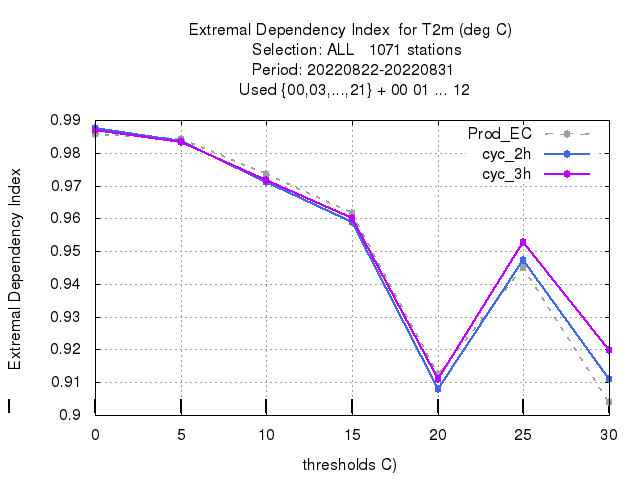 Extremal Dependency Index  for T2m (deg C)
Selection: ALL   1071 stations
Period: 20220822-20220831
Used {00,03,...,21} + 00 01 ... 12
Prod_EC
cyc_2h
cyc_3h
0.99
0.98
0.97
0.96
0.95
0.94
0.93
0.92
0.91
0.9
Extremal Dependency Index
0 5 10 15 20 25 30
thresholds C)